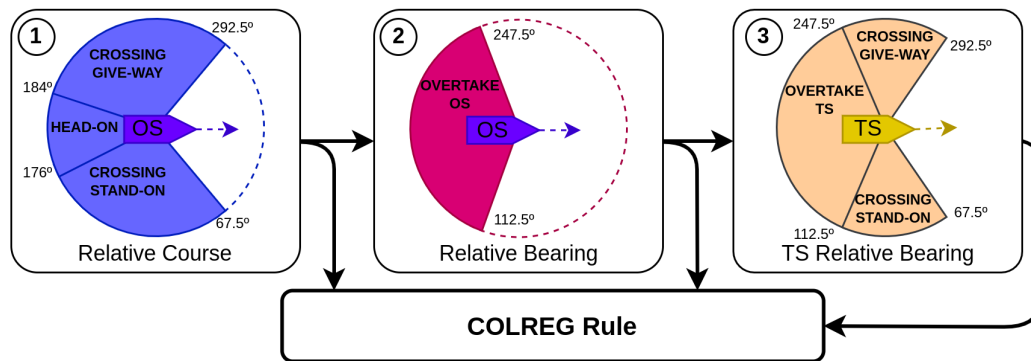 1
292.5º
CROSSING
GIVE-WAY
184º
HEAD-ON
OS
176º
CROSSING
STAND-ON
67.5º
Relative Course
2
247.5º
OVERTAKE
OS
OS
112.5º
Relative Bearing
3
247.5º
CROSSING
GIVE-WAY
292.5º
OVERTAKE
TS
TS
CROSSING
STAND-ON
67.5º
112.5º
TS Relative Bearing
COLREG Rule